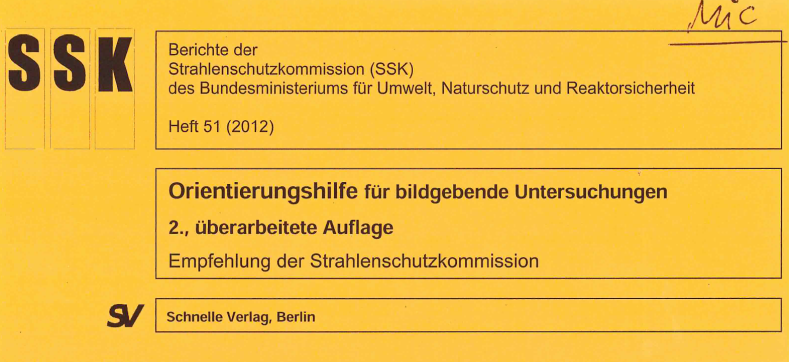 Mic
SSK
Berichte der
Strahlenschutzkommission (SSK)
des Bundesministeriums für Umwelt, Naturschutz und Reaktorsicherheit
Heft 51 (2012)
Orientierungshilfe für bildgebende Untersuchungen
2., überarbeitete Auflage
Empfehlung der Strahlenschutzkommission
SV
Schnelle Verlag, Berlin